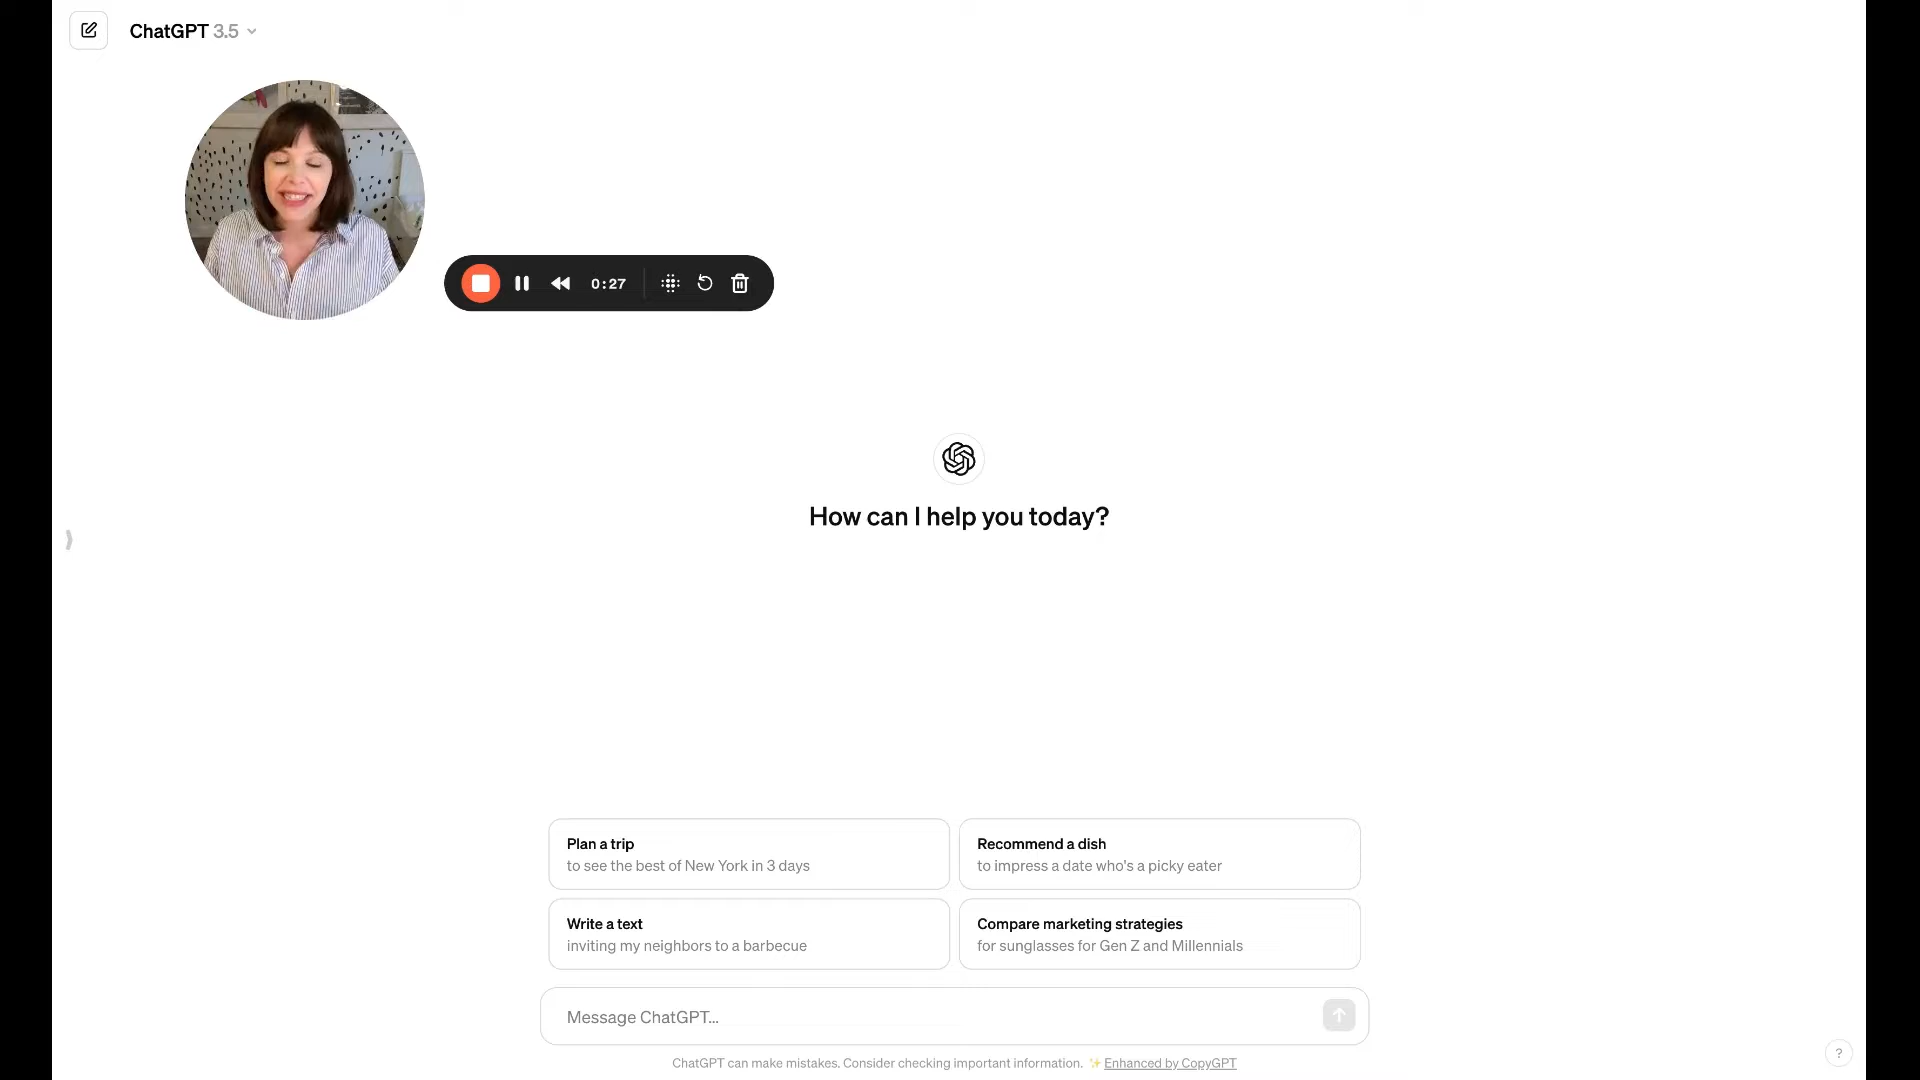 ChatGPT 3.5
0:27
How can I help you today?
Plan a trip
to see the best of New York in 3 days
Recommend a dish
to impress a date who's a picky eater
Write a text
inviting my neighbors to a barbecue
Compare marketing strategies
for sunglasses for Gen Z and Millennials
Message ChatGPT...
ChatGPT can make mistakes. Consider checking important information. ✨ Enhanced by CopyGPT
?